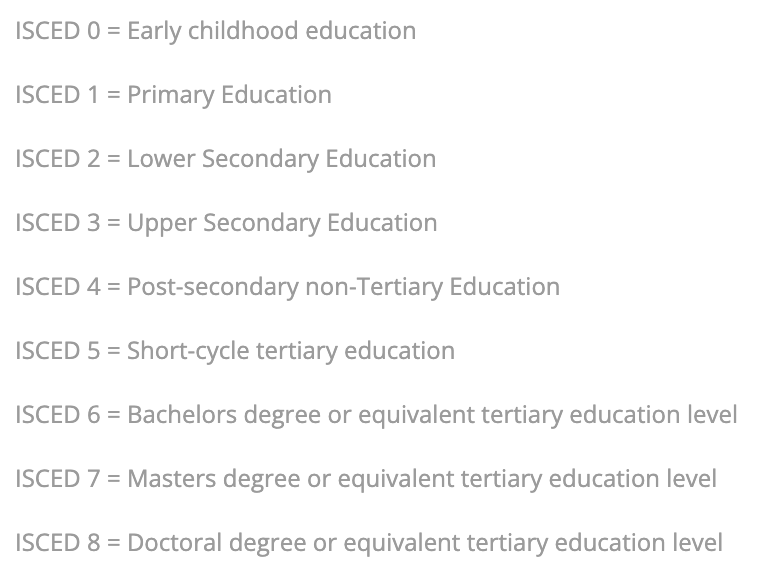 ISCED 0 = Early childhood education
ISCED 1 = Primary Education
ISCED 2 = Lower Secondary Education
ISCED 3 = Upper Secondary Education
ISCED 4 = Post-secondary non-Tertiary Education
ISCED 5 = Short-cycle tertiary education
ISCED 6 = Bachelors degree or equivalent tertiary education level
ISCED 7 = Masters degree or equivalent tertiary education level
ISCED 8 = Doctoral degree or equivalent tertiary education level